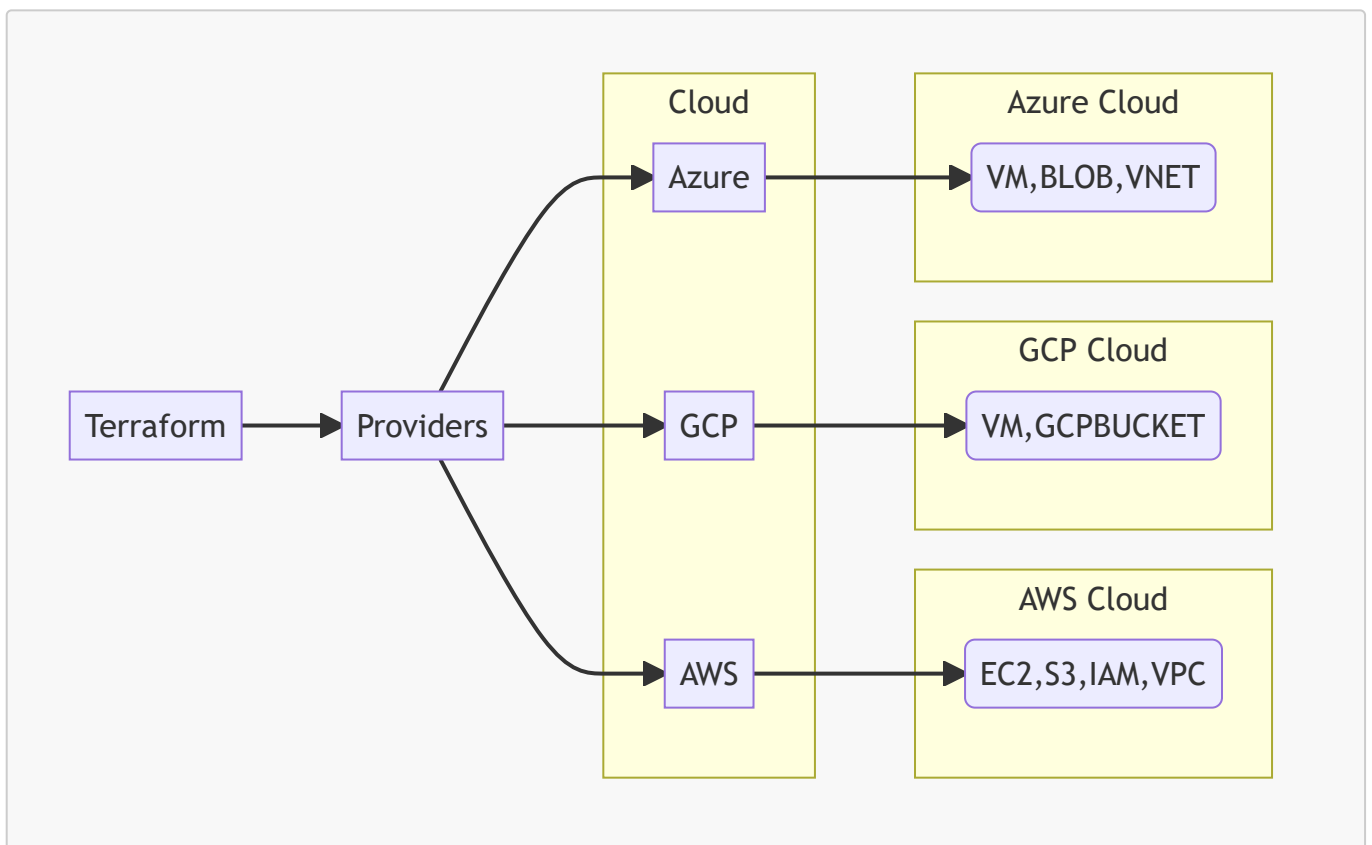 Cloud
Azure Cloud
Azure
VM,BLOB,VNET
GCP Cloud
Terraform
Providers
GCP
VM,GCPBUCKET
AWS Cloud
AWS
EC2,S3,IAM,VPC